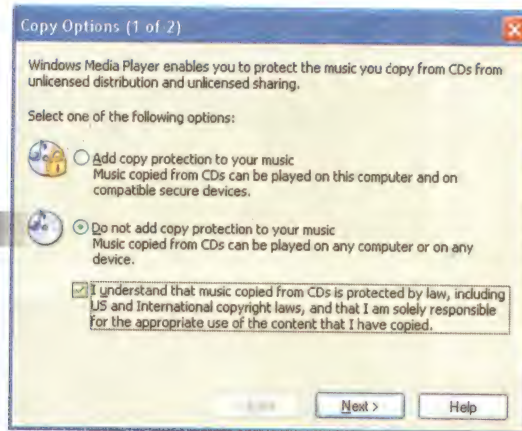 Copy Options (1 of 2)
Windows Media Player enables you to protect the music you copy from CDs from
unlicensed distribution and unlicensed sharing.
Select one of the following options:
Add copy protection to your music
Music copied from CDs can be played on this computer and on
compatible secure devices.
Do not add copy protection to your music
Music copied from CDs can be played on any computer or on any
device.
I understand that music copied from CDs is protected by law, including
US and International copyright laws, and that I am solely responsible
for the appropriate use of the content that I have copied.
Next >
Help